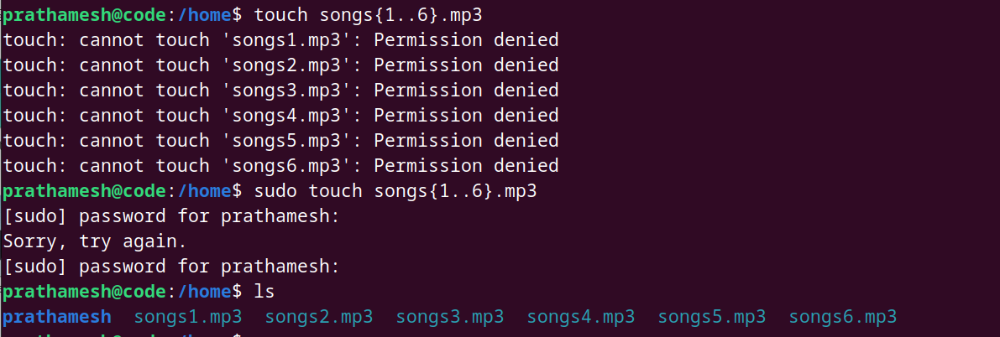 prathamesh@code:/home$ touch songs{1..6}.mp3
touch: cannot touch 'songs1.mp3': Permission denied
touch: cannot touch 'songs2.mp3': Permission denied
touch: cannot touch 'songs3.mp3': Permission denied
touch: cannot touch 'songs4.mp3': Permission denied
touch: cannot touch 'songs5.mp3': Permission denied
touch: cannot touch 'songs6.mp3': Permission denied
prathamesh@code:/home$ sudo touch songs{1..6}.mp3
[sudo] password for prathamesh:
Sorry, try again.
[sudo] password for prathamesh:
prathamesh@code:/home$ ls
prathamesh  songs1.mp3  songs2.mp3  songs3.mp3  songs4.mp3  songs5.mp3  songs6.mp3